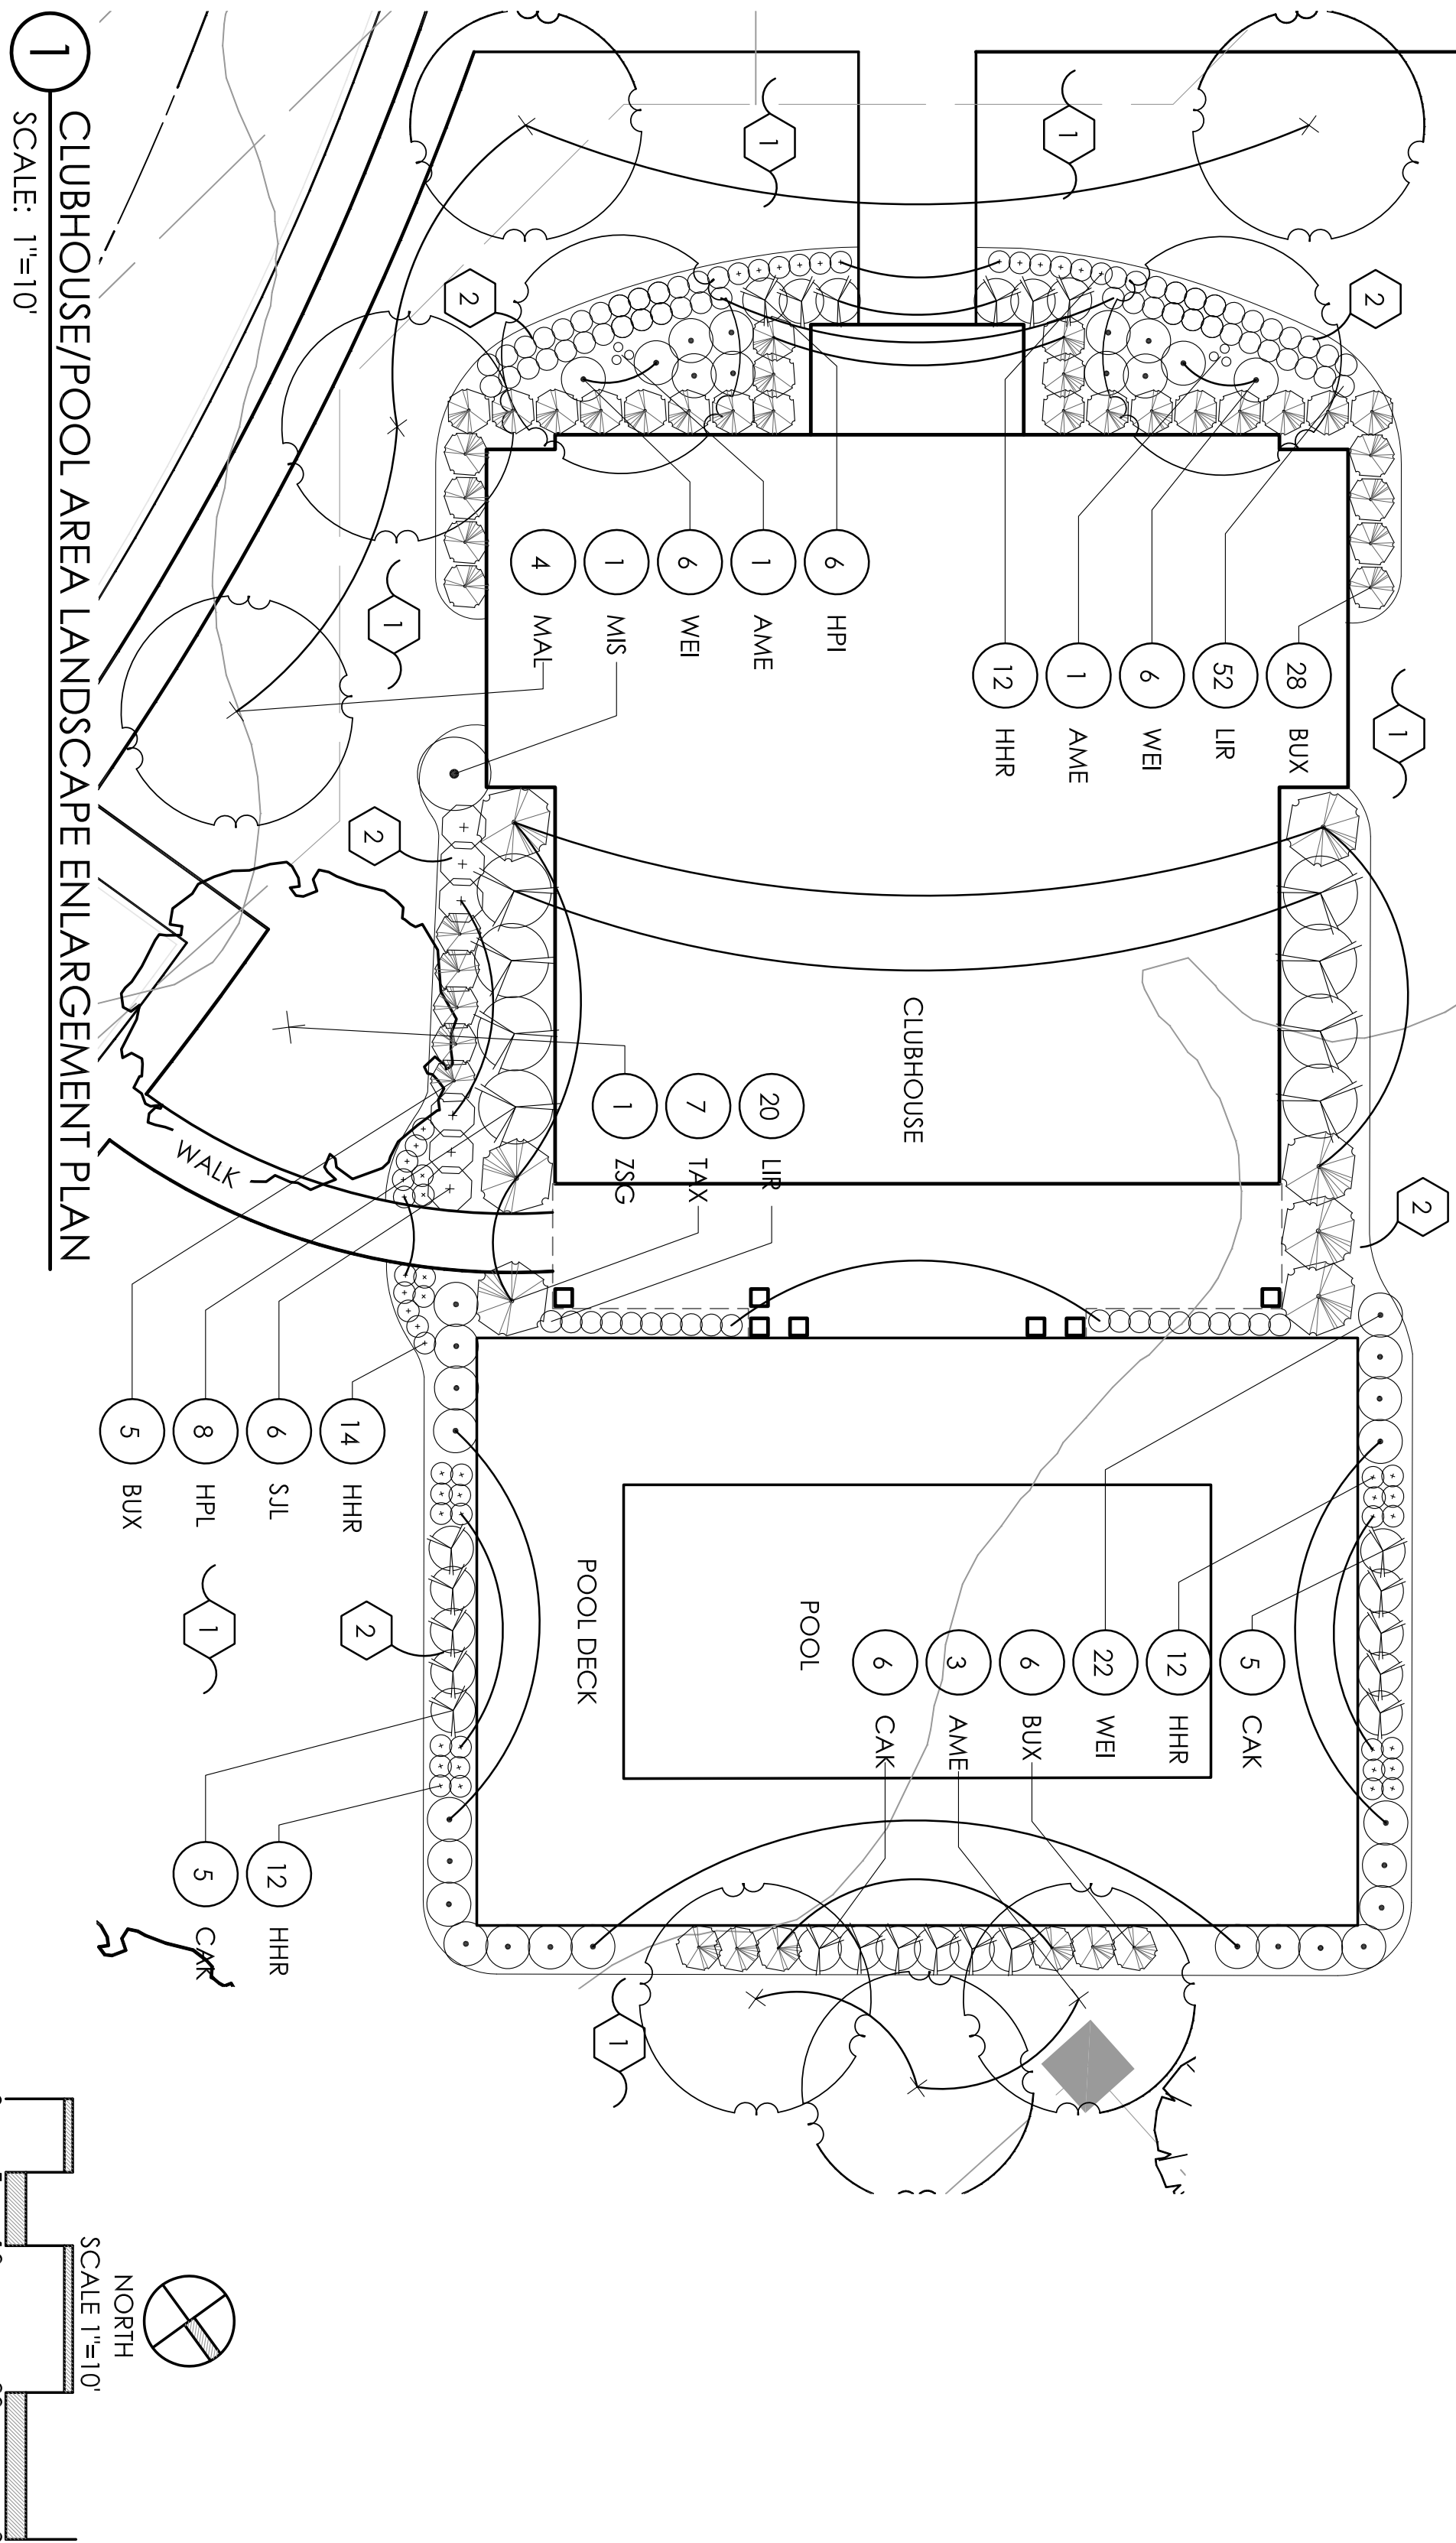 28 BUX
52 LIR
6 WEI
1 AME
12 HHR
6 HPI
1 AME
6 WEI
1 MIS
4 MAL
1
1
2
2
1
1
2
2
CLUBHOUSE
20 LIR
7 TAX
1 ZSG
WALK
14 HHR
6 SJL
8 HPL
5 BUX
5 CAK
12 HHR
22 WEI
6 BUX
3 AME
6 CAK
POOL
POOL DECK
1
2
12 HHR
5 CAK
1
1
CLUBHOUSE/POOL AREA LANDSCAPE ENLARGEMENT PLAN
SCALE: 1"=10'
NORTH
SCALE 1"=10'